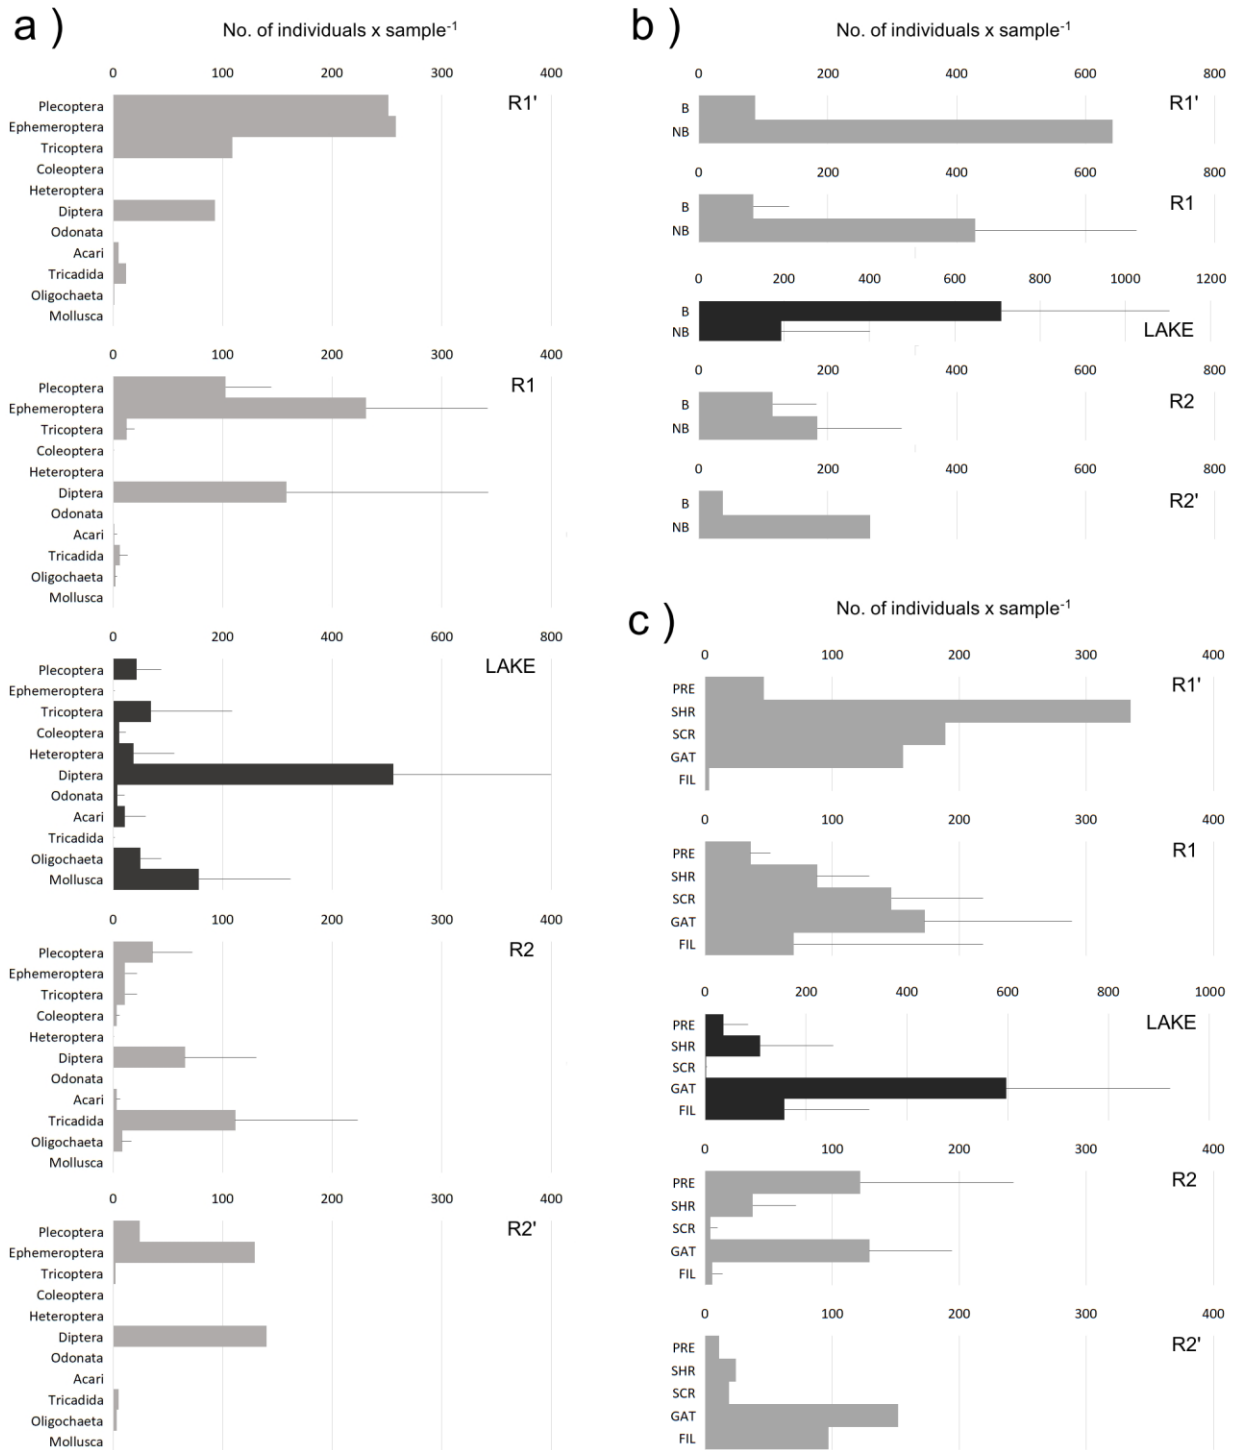 a )
No. of individuals x sample-1
0 100 200 300 400
R1'
Plecoptera
Ephemeroptera
Tricoptera
Coleoptera
Heteroptera
Diptera
Odonata
Acari
Tricadida
Oligochaeta
Mollusca
0 100 200 300 400
R1
Plecoptera
Ephemeroptera
Tricoptera
Coleoptera
Heteroptera
Diptera
Odonata
Acari
Tricadida
Oligochaeta
Mollusca
0 200 400 600 800
LAKE
Plecoptera
Ephemeroptera
Tricoptera
Coleoptera
Heteroptera
Diptera
Odonata
Acari
Tricadida
Oligochaeta
Mollusca
0 100 200 300 400
R2
Plecoptera
Ephemeroptera
Tricoptera
Coleoptera
Heteroptera
Diptera
Odonata
Acari
Tricadida
Oligochaeta
Mollusca
0 100 200 300 400
R2'
Plecoptera
Ephemeroptera
Tricoptera
Coleoptera
Heteroptera
Diptera
Odonata
Acari
Tricadida
Oligochaeta
Mollusca
b )
No. of individuals x sample-1
0 200 400 600 800
B R1'
NB
0 200 400 600 800
B R1
NB
0 200 400 600 800 1000 1200
B
NB LAKE
0 200 400 600 800
B R2
NB
0 200 400 600 800
B
NB R2'
c )
No. of individuals x sample-1
0 100 200 300 400
PRE R1'
SHR
SCR
GAT
FIL
0 100 200 300 400
PRE R1
SHR
SCR
GAT
FIL
0 200 400 600 800 1000
PRE LAKE
SHR
SCR
GAT
FIL
0 100 200 300 400
PRE R2
SHR
SCR
GAT
FIL
0 100 200 300 400
PRE R2'
SHR
SCR
GAT
FIL